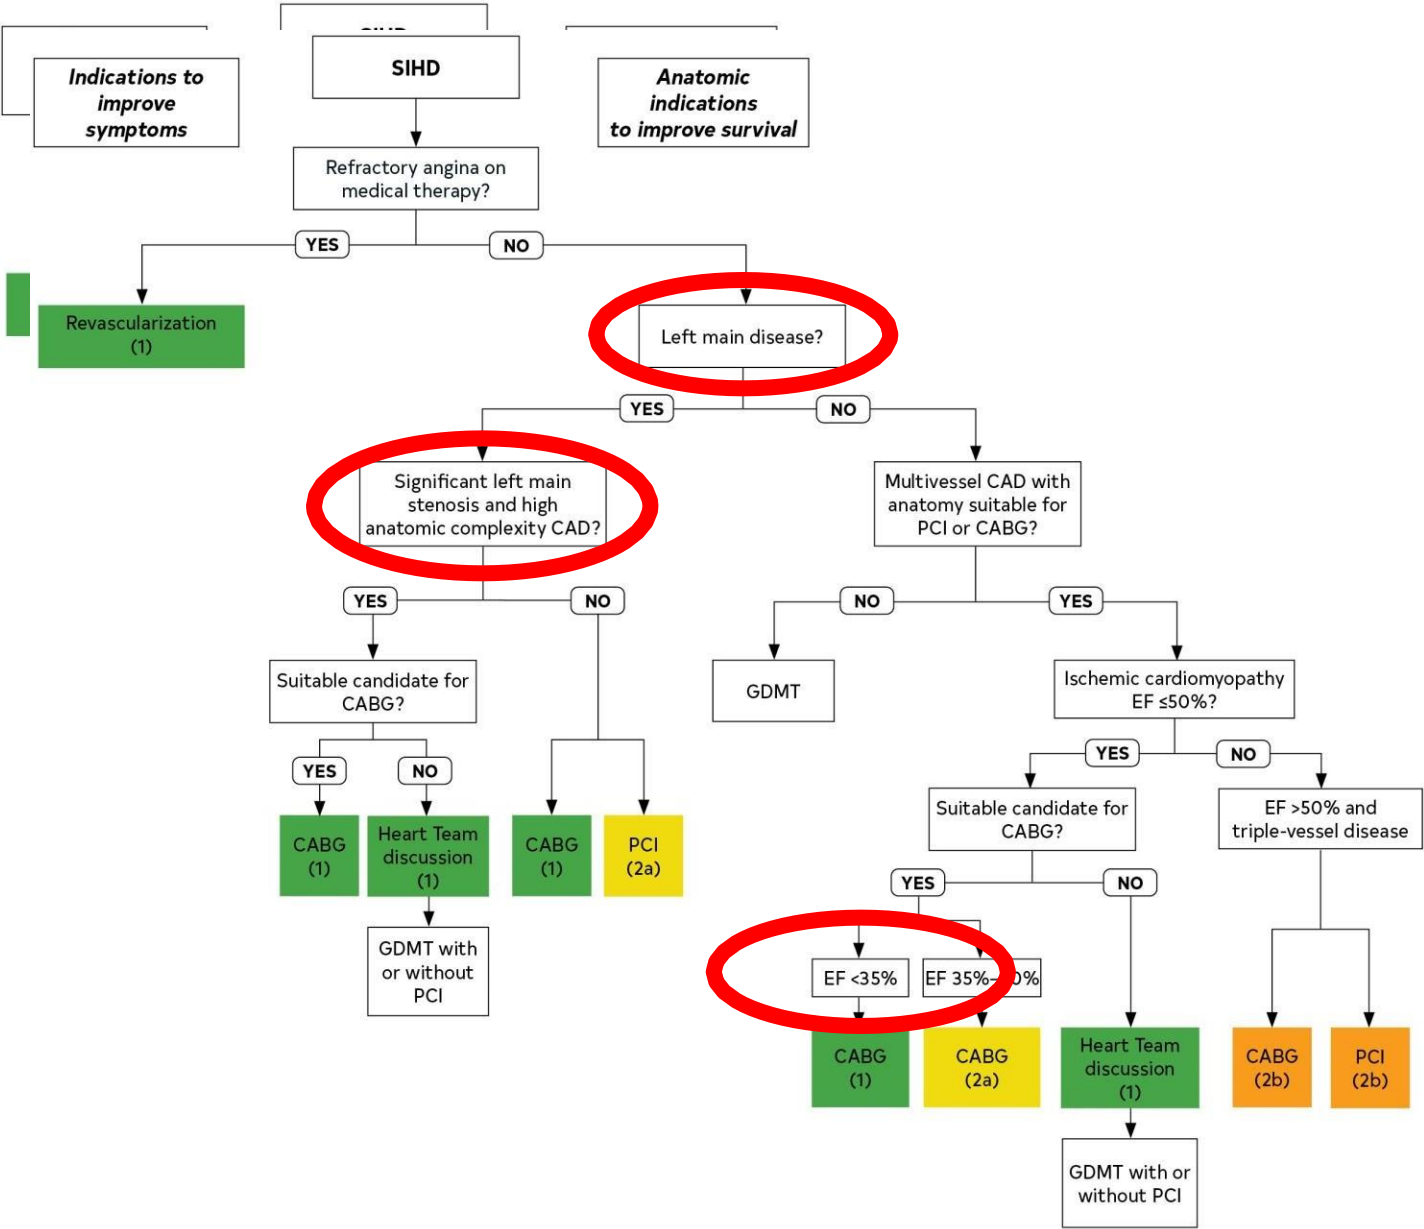 Indications to
improve
symptoms
SIHD
Anatomic
indications
to improve survival
Refractory angina on
medical therapy?
YES
NO
Revascularization
(1)
Left main disease?
YES
NO
Significant left main
stenosis and high
anatomic complexity CAD?
Multivessel CAD with
anatomy suitable for
PCI or CABG?
YES
NO
NO
YES
Suitable candidate for
CABG?
GDMT
Ischemic cardiomyopathy
EF ≤50%?
YES
NO
YES
NO
CABG
(1)
Heart Team
discussion
(1)
CABG
(1)
PCI
(2a)
Suitable candidate for
CABG?
EF >50% and
triple-vessel disease
YES
NO
GDMT with
or without
PCI
EF <35%
EF 35%
CABG
(1)
CABG
(2a)
Heart Team
discussion
(1)
CABG
(2b)
PCI
(2b)
GDMT with or
without PCI